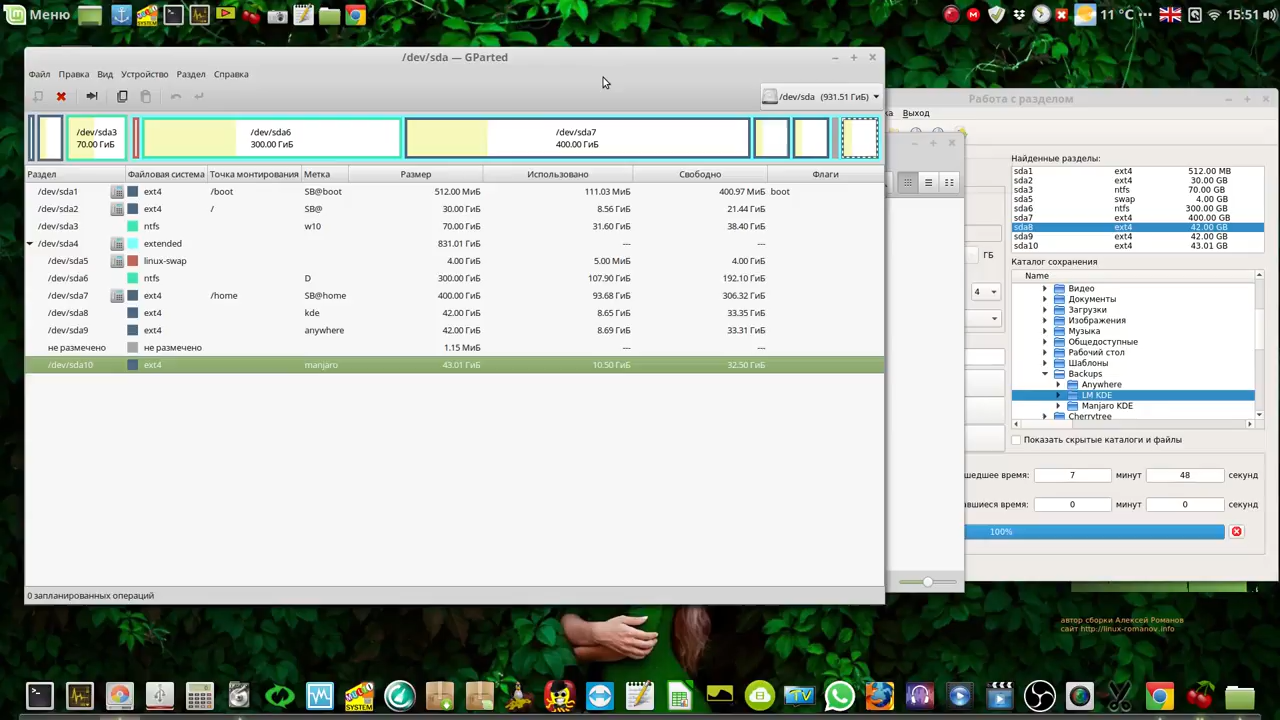 Меню
11 °C
15:51
/dev/sda — GParted
Файл Правка Вид Устройство Раздел Справка
/dev/sda (931.51 ГиБ)
/dev/sda3
70.00 ГиБ
/dev/sda6
300.00 ГиБ
/dev/sda7
400.00 ГиБ
Раздел Файловая система Точка монтирования Метка Размер Использовано Свободно Флаги
/dev/sda1 ext4 /boot SB@boot 512.00 МиБ 111.03 МиБ 400.97 МиБ boot
/dev/sda2 ext4 / SB@ 30.00 ГиБ 8.56 ГиБ 21.44 ГиБ
/dev/sda3 ntfs w10 70.00 ГиБ 31.60 ГиБ 38.40 ГиБ
/dev/sda4 extended 831.01 ГиБ --- ---
/dev/sda5 linux-swap 4.00 ГиБ 5.00 МиБ 4.00 ГиБ
/dev/sda6 ntfs D 300.00 ГиБ 107.90 ГиБ 192.10 ГиБ
/dev/sda7 ext4 /home SB@home 400.00 ГиБ 93.68 ГиБ 306.32 ГиБ
/dev/sda8 ext4 kde 42.00 ГиБ 8.65 ГиБ 33.35 ГиБ
/dev/sda9 ext4 anywhere 42.00 ГиБ 8.69 ГиБ 33.31 ГиБ
не размечено не размечено 1.15 МиБ --- ---
/dev/sda10 ext4 manjaro 43.01 ГиБ 10.50 ГиБ 32.50 ГиБ
0 запланированных операций
Работа с разделом
ка Выход
Найденные разделы:
sda1 ext4 512.00 MB
sda2 ext4 30.00 GB
sda3 ntfs 70.00 GB
sda5 swap 4.00 GB
sda6 ntfs 300.00 GB
sda7 ext4 400.00 GB
sda8 ext4 42.00 GB
sda9 ext4 42.00 GB
sda10 ext4 43.01 GB
ГБ
Каталог сохранения
Name
4
Видео
Документы
Загрузки
Изображения
Музыка
Общедоступные
Рабочий стол
Шаблоны
Backups
Anywhere
LM KDE
Manjaro KDE
Cherrytree
Показать скрытые каталоги и файлы
шедшее время: 7 минут 48 секунд
авшиеся время: 0 минут 0 секунд
100%
автор сборки Алексей Романов
сайт http://linux-romanov.info
SYSTEM
TV